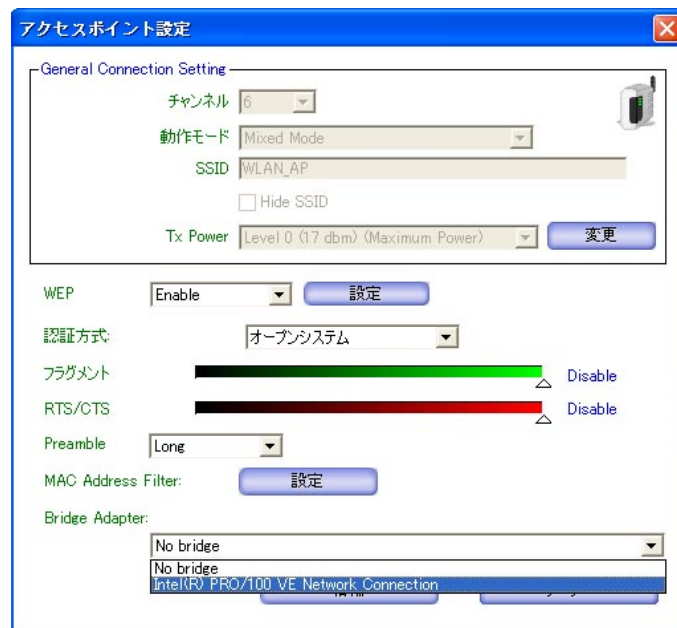 アクセスポイント設定
General Connection Setting
チャンネル 6
動作モード Mixed Mode
SSID WLAN_AP
Hide SSID
Tx Power Level 0 (17 dbm) (Maximum Power) 変更
WEP Enable 設定
認証方式: オープンシステム
フラグメント Disable
RTS/CTS Disable
Preamble Long
MAC Address Filter: 設定
Bridge Adapter:
No bridge
No bridge
Intel(R) PRO/100 VE Network Connection